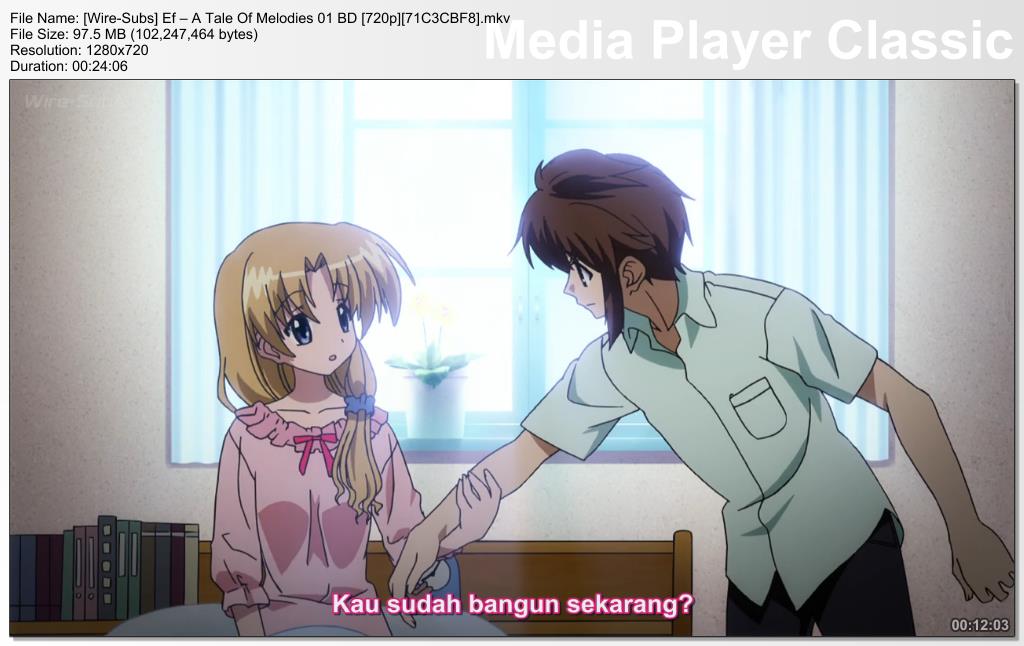 File Name: [Wire-Subs] Ef – A Tale Of Melodies 01 BD [720p][71C3CBF8].mkv
File Size: 97.5 MB (102,247,464 bytes)
Resolution: 1280x720
Duration: 00:24:06
Media Player Classic
Wire-Subs
Kau sudah bangun sekarang?
00:12:03